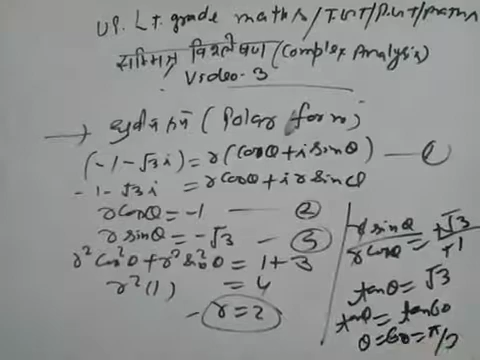 UP. L.T. grade maths/T.G.T/P.G.T/maths
सम्मिश्र विश्लेषण (Complex Analysis)
Video-3
→ ध्रुवीय रूप (Polar form)
(-1-√3i) = r(cosθ+i sinθ) — ①
-1-√3i = r cosθ + i r sinθ
r cosθ = -1 — ②
r sinθ = -√3 — ③
r² cos²θ + r² sin²θ = 1+3
r²(1) = 4
r = 2
r sinθ / r cosθ = +√3 / +1
tanθ = √3
tanθ = tan60
θ = 60 = π/3